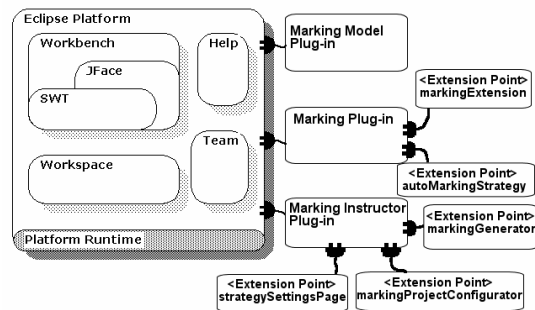 Eclipse Platform
Workbench
JFace
SWT
Help
Team
Workspace
Platform Runtime
Marking Model
Plug-in
Marking Plug-in
<Extension Point>
markingExtension
<Extension Point>
autoMarkingStrategy
Marking Instructor
Plug-in
<Extension Point>
markingGenerator
<Extension Point>
strategySettingsPage
<Extension Point>
markingProjectConfigurator